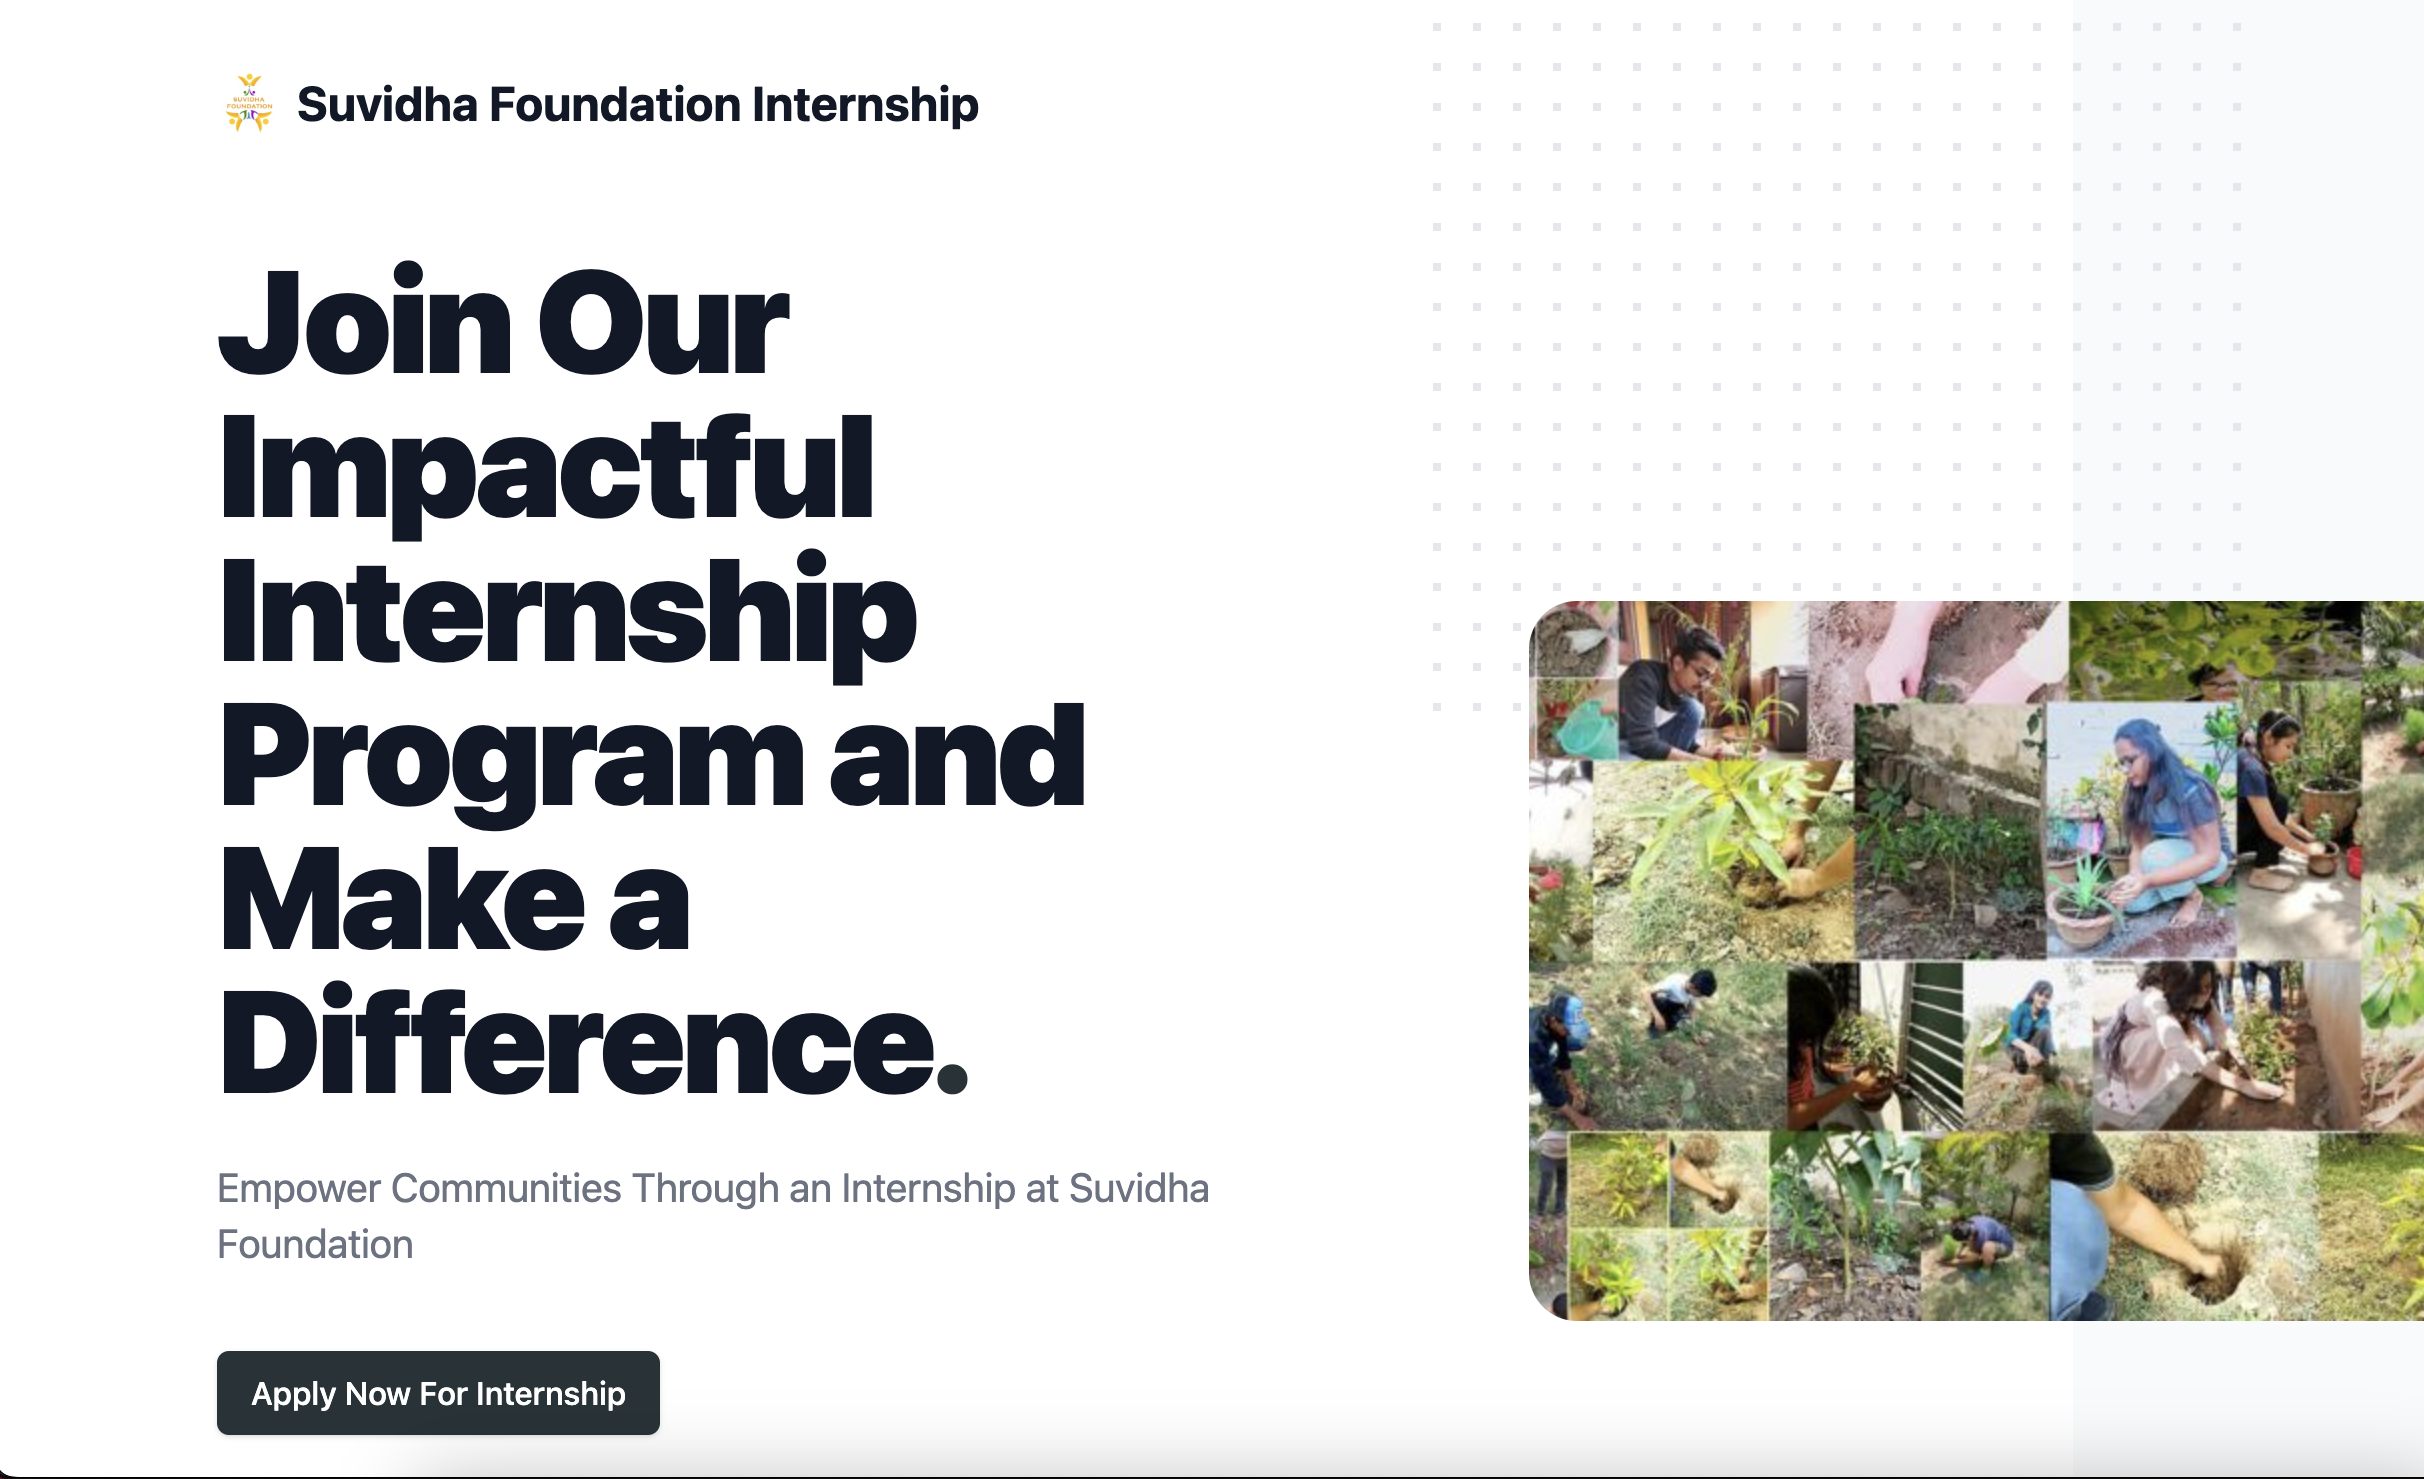 SUVIDHA
FOUNDATION
Suvidha Foundation Internship
Join Our
Impactful
Internship
Program and
Make a
Difference.
Empower Communities Through an Internship at Suvidha
Foundation
Apply Now For Internship